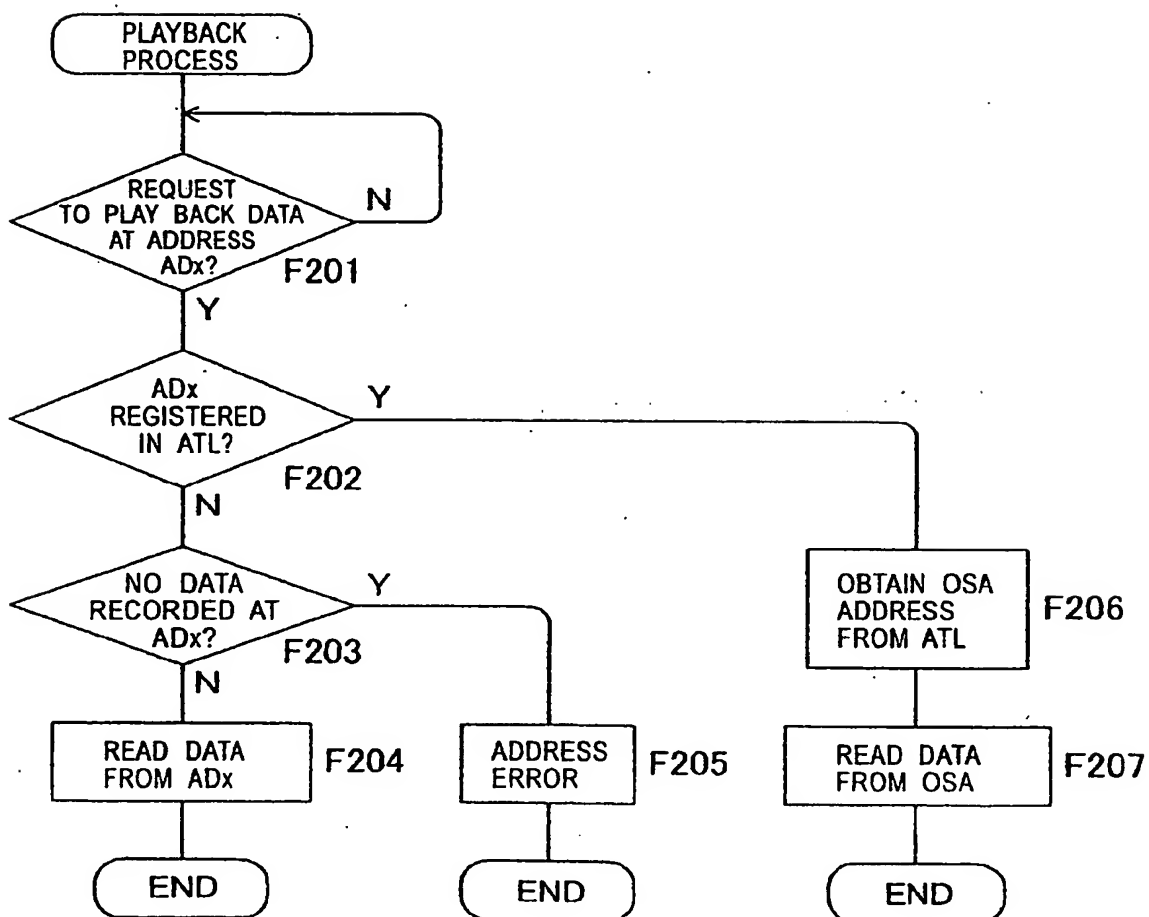 PLAYBACK
PROCESS
REQUEST
TO PLAY BACK DATA
AT ADDRESS
ADx?
N
F201
Y
ADx
REGISTERED
IN ATL?
Y
F202
N
NO DATA
RECORDED AT
ADx?
Y
F203
N
OBTAIN OSA
ADDRESS
FROM ATL
F206
READ DATA
FROM ADx
F204
ADDRESS
ERROR
F205
READ DATA
FROM OSA
F207
END
END
END